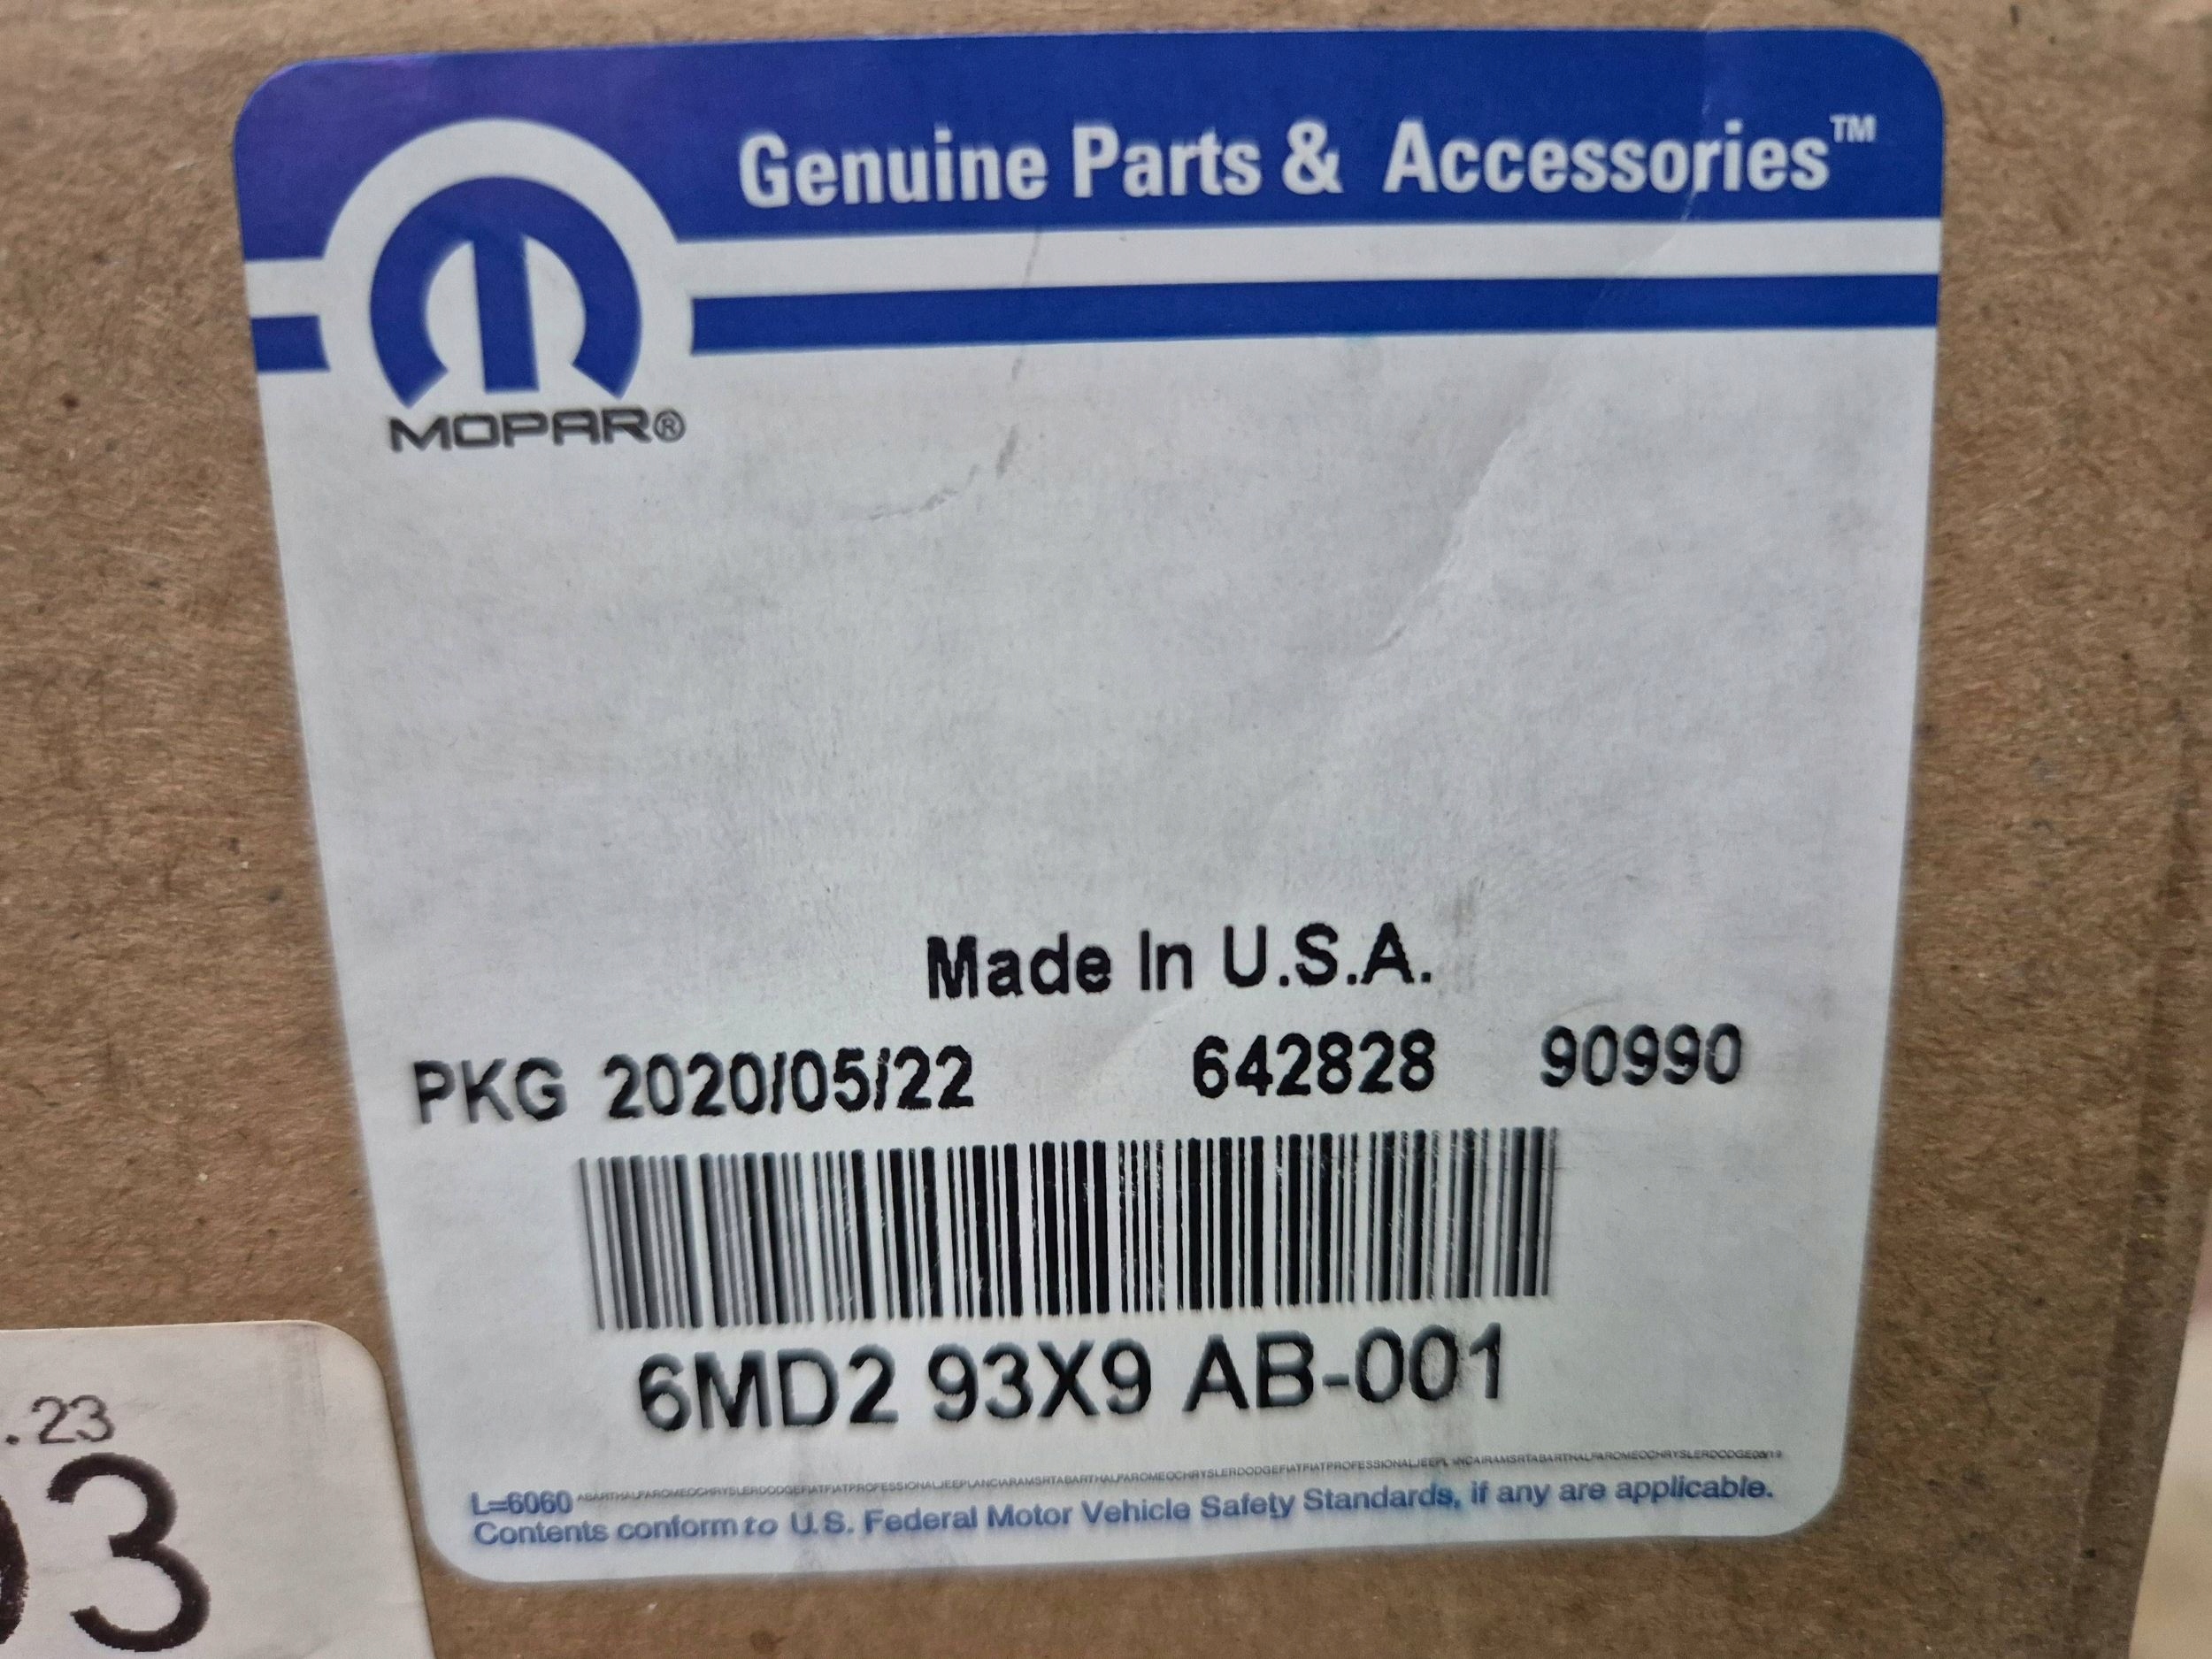 Genuine Parts & Accessories™
MOPAR®
Made In U.S.A.
PKG 2020/05/22 642828 90990
6MD2 93X9 AB-001
L=6060
Contents conform to U.S. Federal Motor Vehicle Safety Standards, if any are applicable.
.23
3